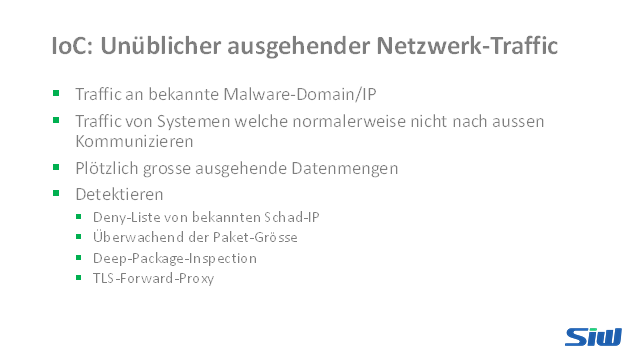 IoC: Unüblicher ausgehender Netzwerk-Traffic
Traffic an bekannte Malware-Domain/IP
Traffic von Systemen welche normalerweise nicht nach aussen
Kommunizieren
Plötzlich grosse ausgehende Datenmengen
Detektieren
Deny-Liste von bekannten Schad-IP
Überwachend der Paket-Grösse
Deep-Package-Inspection
TLS-Forward-Proxy
SiW